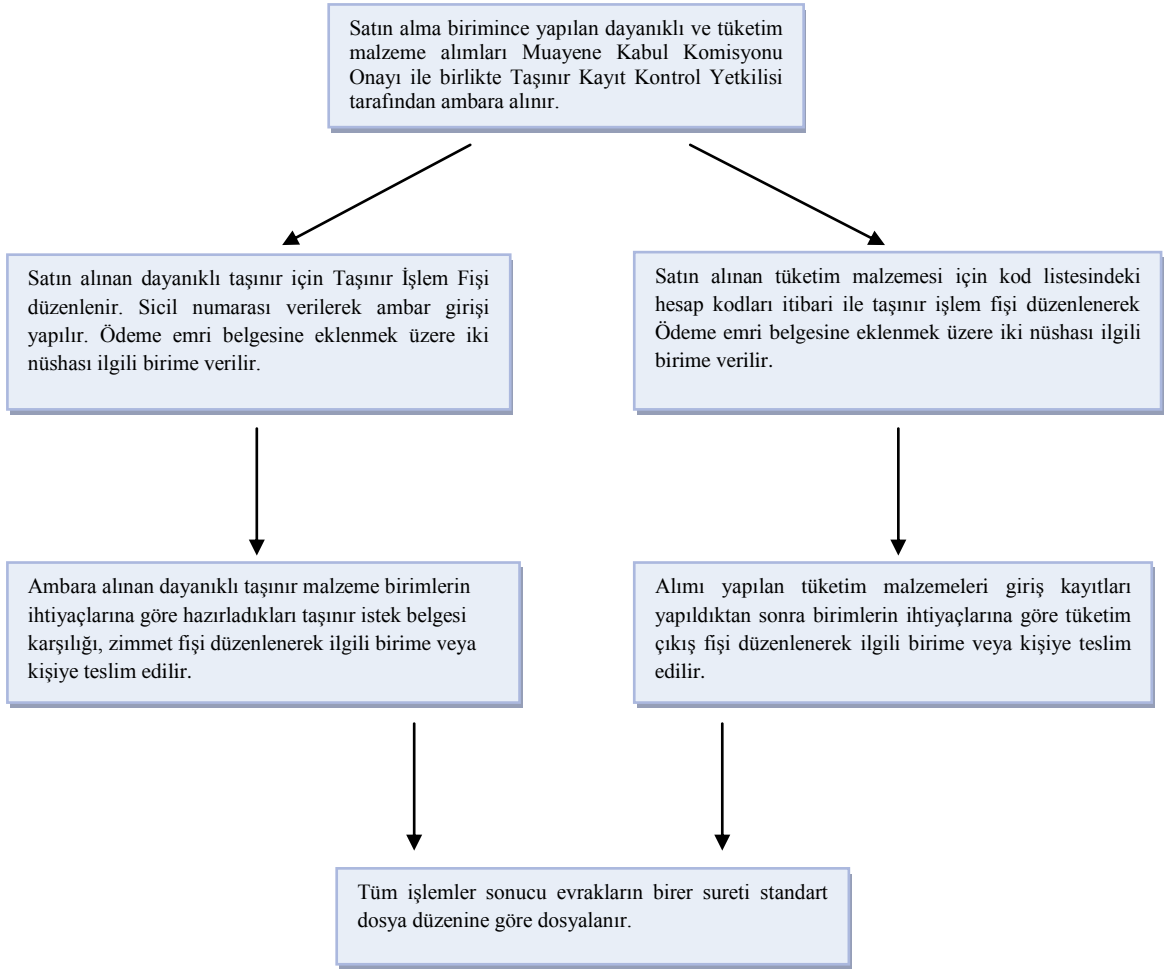 Satın alma birimince yapılan dayanıklı ve tüketim
malzeme alımları Muayene Kabul Komisyonu
Onayı ile birlikte Taşınır Kayıt Kontrol Yetkilisi
tarafından ambara alınır.
Satın alınan dayanıklı taşınır için Taşınır İşlem Fişi
düzenlenir. Sicil numarası verilerek ambar girişi
yapılır. Ödeme emri belgesine eklenmek üzere iki
nüshası ilgili birime verilir.
Satın alınan tüketim malzemesi için kod listesindeki
hesap kodları itibari ile taşınır işlem fişi düzenlenerek
Ödeme emri belgesine eklenmek üzere iki nüshası ilgili
birime verilir.
Ambara alınan dayanıklı taşınır malzeme birimlerin
ihtiyaçlarına göre hazırladıkları taşınır istek belgesi
karşılığı, zimmet fişi düzenlenerek ilgili birime veya
kişiye teslim edilir.
Alımı yapılan tüketim malzemeleri giriş kayıtları
yapıldıktan sonra birimlerin ihtiyaçlarına göre tüketim
çıkış fişi düzenlenerek ilgili birime veya kişiye teslim
edilir.
Tüm işlemler sonucu evrakların birer sureti standart
dosya düzenine göre dosyalanır.